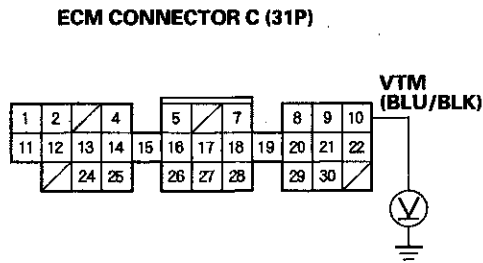 ECM CONNECTOR C (31P)
VTM
(BLU/BLK)
1 2 4 5 7 8 9 10
11 12 13 14 15 16 17 18 19 20 21 22
24 25 26 27 28 29 30
V